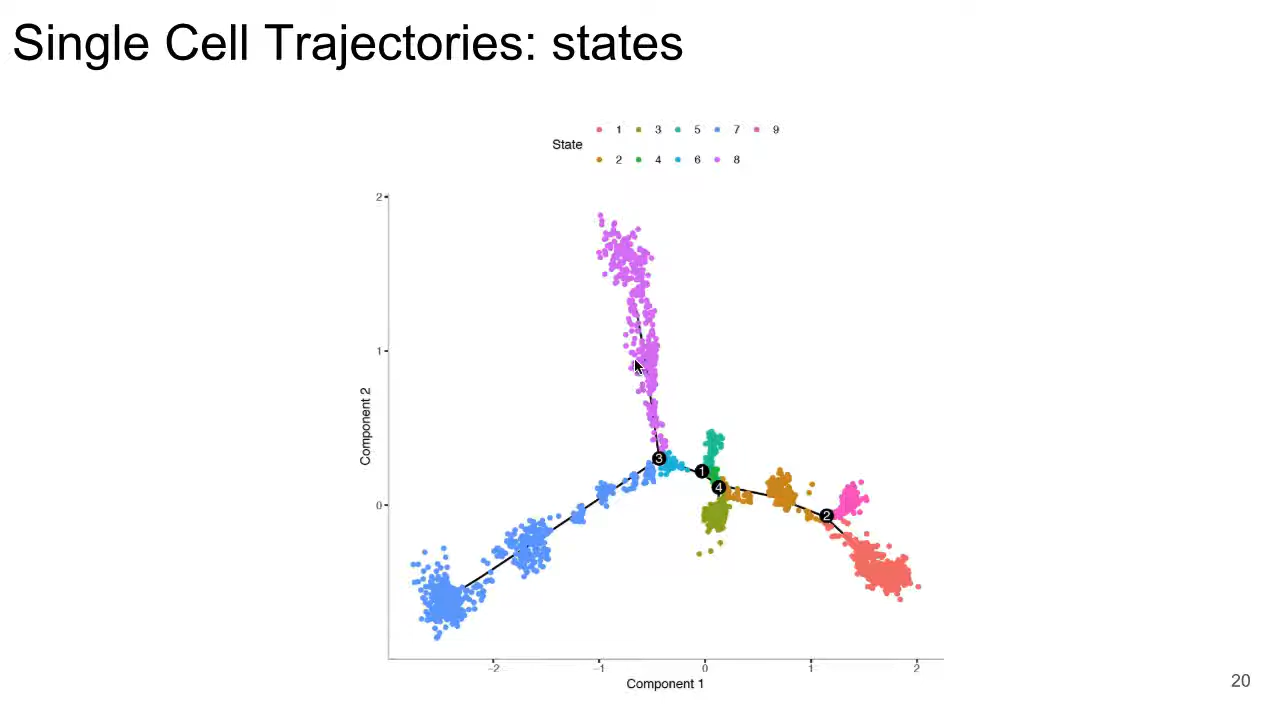 Single Cell Trajectories: states
State
1 3 5 7 9
2 4 6 8
2
1
0
Component 2
3
1
4
2
-2 -1 0 1 2
Component 1
20